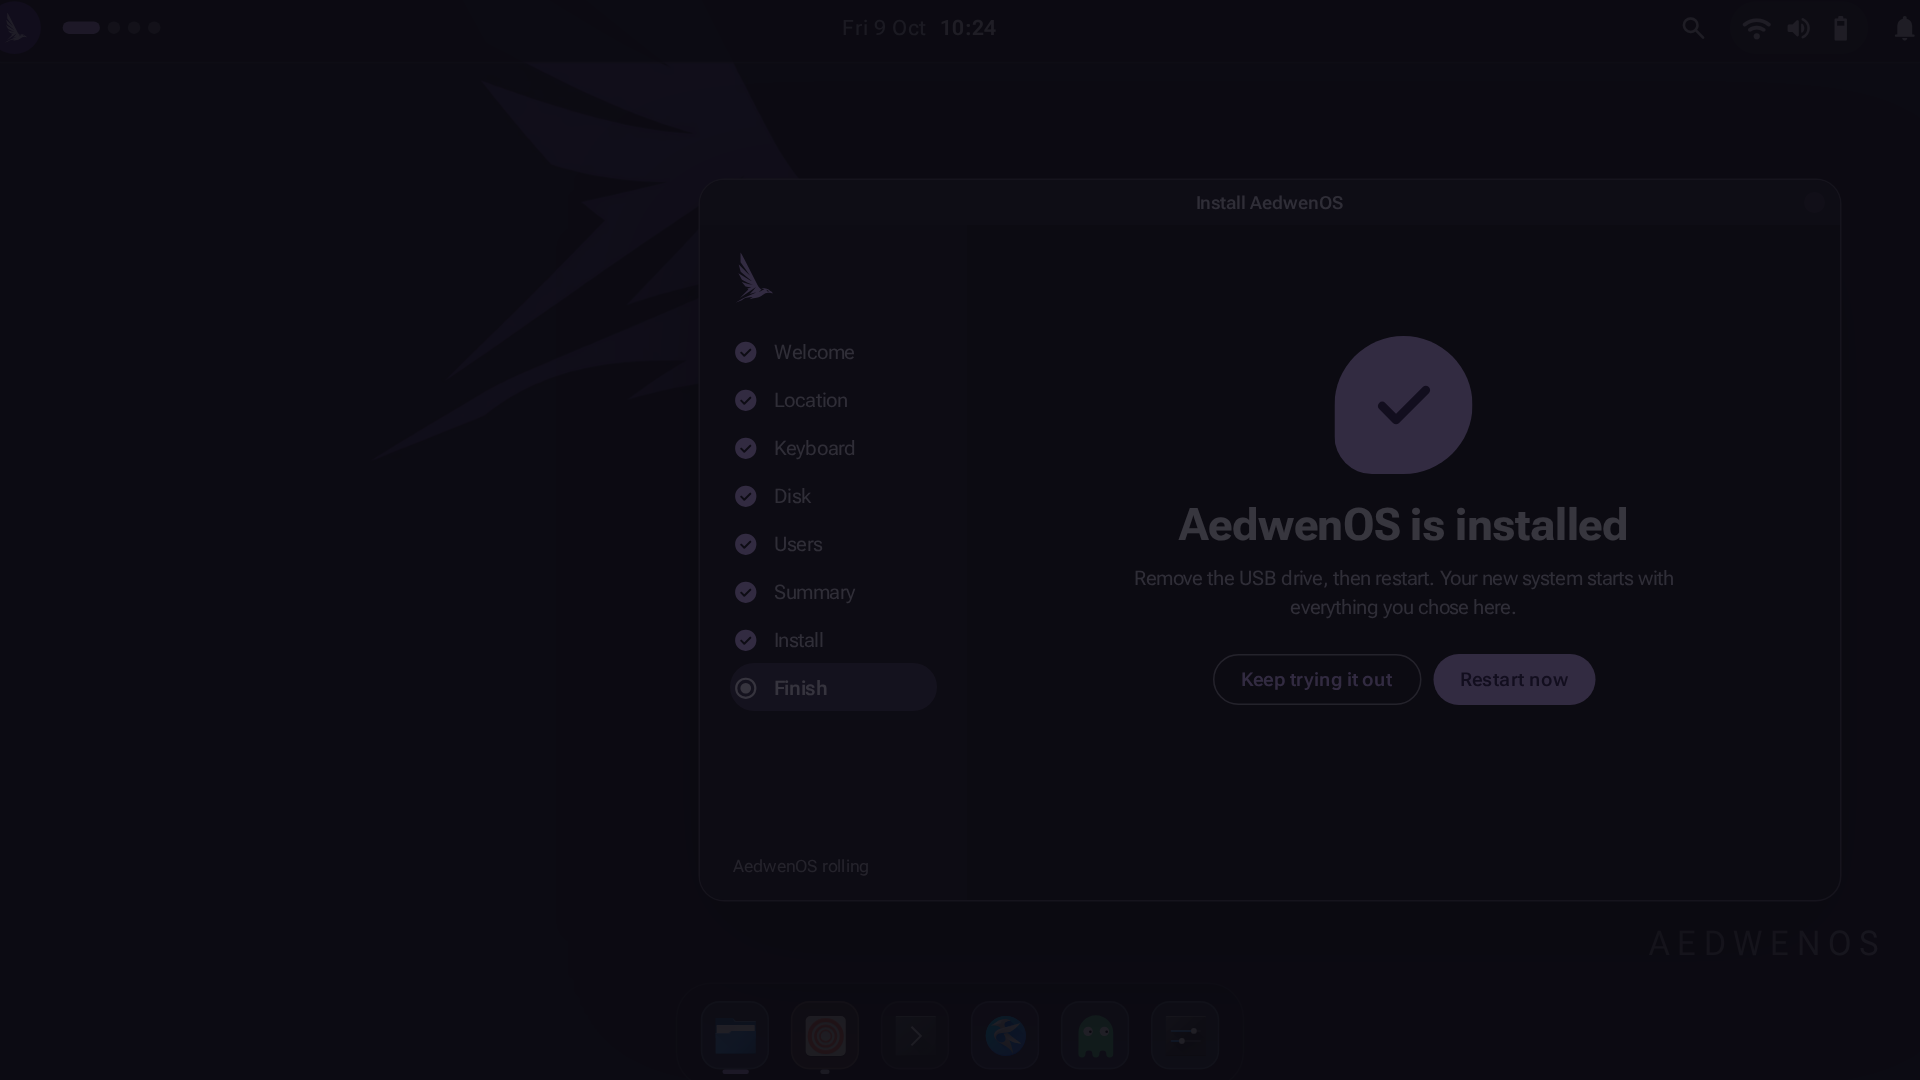 Fri 9 Oct 10:24
Install AedwenOS
Welcome
Location
Keyboard
Disk
Users
Summary
Install
Finish
AedwenOS rolling
AedwenOS is installed
Remove the USB drive, then restart. Your new system starts with
everything you chose here.
Keep trying it out
Restart now
AEDWENOS